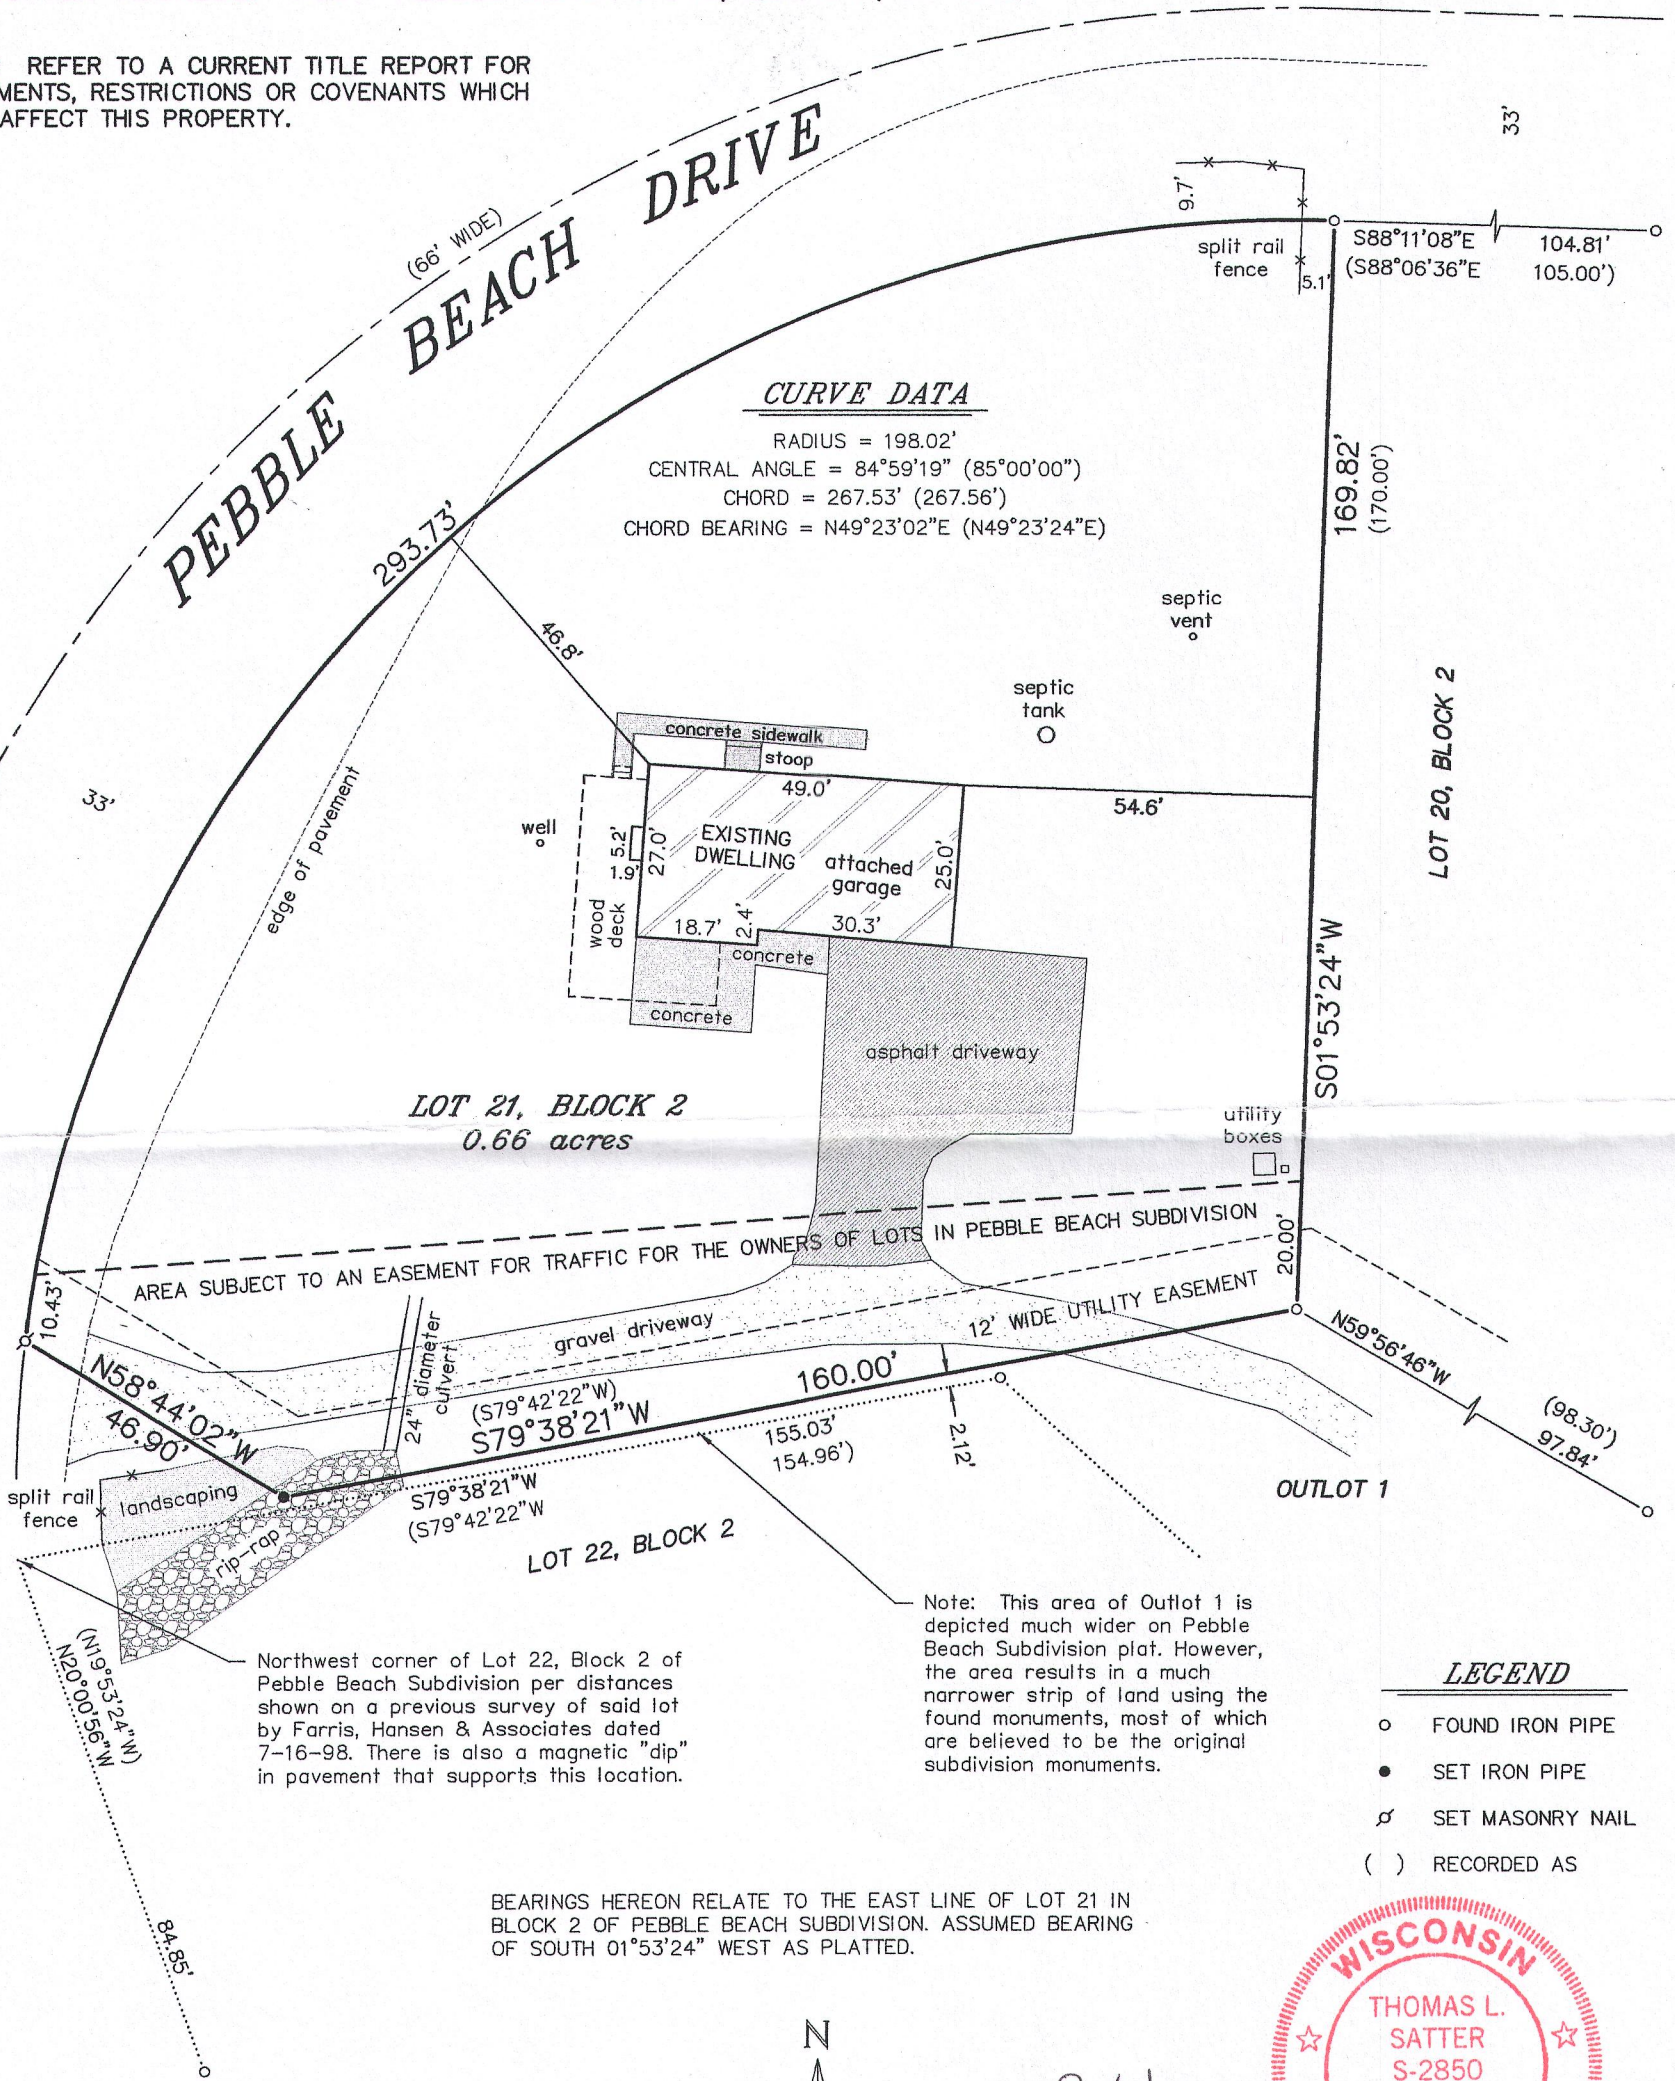 REFER TO A CURRENT TITLE REPORT FOR
MENTS, RESTRICTIONS OR COVENANTS WHICH
AFFECT THIS PROPERTY.
PEBBLE BEACH DRIVE
(66' WIDE)
33'
9.7'
split rail
fence
5.1'
S88°11'08"E 104.81'
(S88°06'36"E 105.00')
CURVE DATA
RADIUS = 198.02'
CENTRAL ANGLE = 84°59'19" (85°00'00")
CHORD = 267.53' (267.56')
CHORD BEARING = N49°23'02"E (N49°23'24"E)
293.73'
169.82'
(170.00')
46.8'
septic
vent
septic
tank
LOT 20, BLOCK 2
concrete sidewalk
stoop
49.0'
54.6'
33'
edge of pavement
well
5.2'
1.9'
27.0'
EXISTING
DWELLING
attached
garage
25.0'
wood
deck
18.7'
2.4'
30.3'
concrete
concrete
asphalt driveway
S01°53'24"W
LOT 21, BLOCK 2
0.66 acres
utility
boxes
AREA SUBJECT TO AN EASEMENT FOR TRAFFIC FOR THE OWNERS OF LOTS IN PEBBLE BEACH SUBDIVISION
20.00'
10.43'
gravel driveway
12' WIDE UTILITY EASEMENT
24" diameter
culvert
N58°44'02"W
46.90'
160.00'
(S79°42'22"W)
S79°38'21"W
155.03'
154.96')
2.12'
N59°56'46"W
(98.30')
97.84'
OUTLOT 1
split rail
fence
landscaping
rip-rap
S79°38'21"W
(S79°42'22"W
LOT 22, BLOCK 2
(N19°53'24"W)
N20°00'56"W
84.85'
Northwest corner of Lot 22, Block 2 of
Pebble Beach Subdivision per distances
shown on a previous survey of said lot
by Farris, Hansen & Associates dated
7-16-98. There is also a magnetic "dip"
in pavement that supports this location.
Note: This area of Outlot 1 is
depicted much wider on Pebble
Beach Subdivision plat. However,
the area results in a much
narrower strip of land using the
found monuments, most of which
are believed to be the original
subdivision monuments.
LEGEND
FOUND IRON PIPE
SET IRON PIPE
SET MASONRY NAIL
( ) RECORDED AS
BEARINGS HEREON RELATE TO THE EAST LINE OF LOT 21 IN
BLOCK 2 OF PEBBLE BEACH SUBDIVISION. ASSUMED BEARING
OF SOUTH 01°53'24" WEST AS PLATTED.
N
WISCONSIN
THOMAS L.
SATTER
S-2850